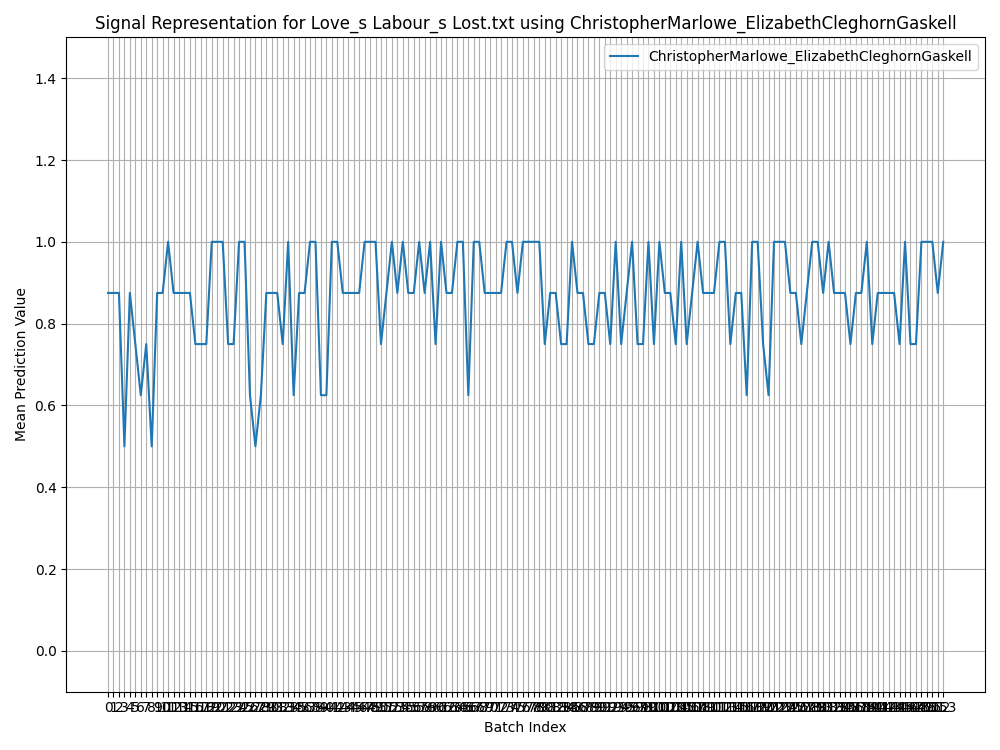 Signal Representation for Love_s Labour_s Lost.txt using ChristopherMarlowe_ElizabethCleghornGaskell
ChristopherMarlowe_ElizabethCleghornGaskell
1.4
1.2
1.0
0.8
0.6
0.4
0.2
0.0
Mean Prediction Value
Batch Index